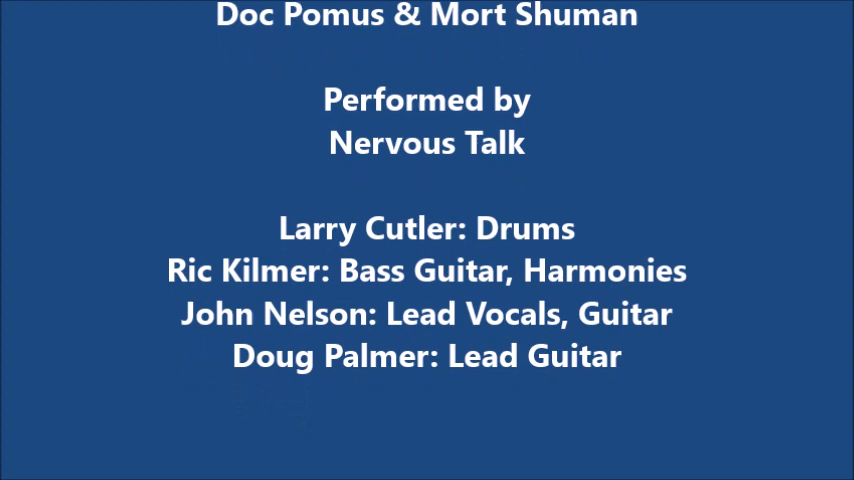 Doc Pomus & Mort Shuman
Performed by
Nervous Talk
Larry Cutler: Drums
Ric Kilmer: Bass Guitar, Harmonies
John Nelson: Lead Vocals, Guitar
Doug Palmer: Lead Guitar